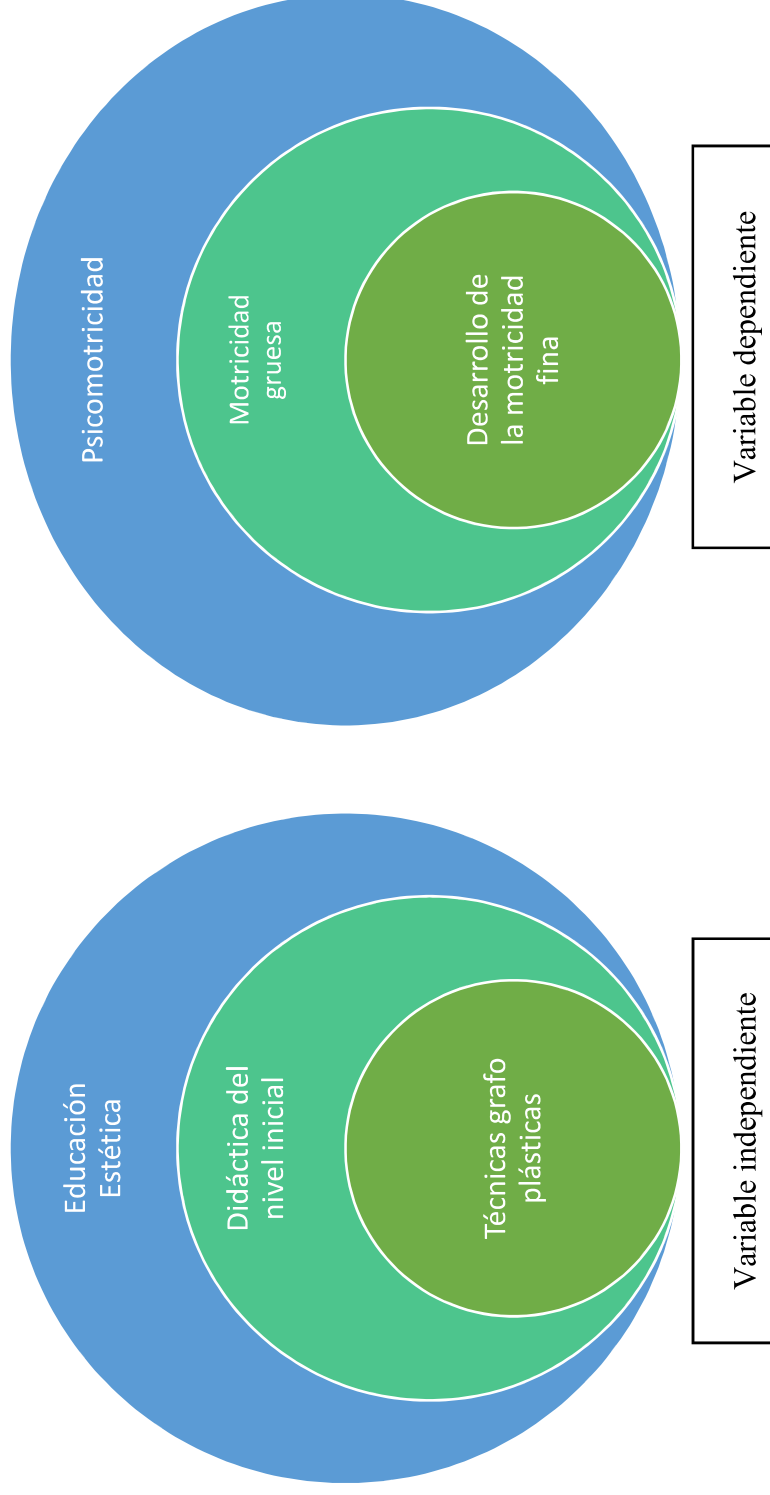 Educación
Estética
Didáctica del
nivel inicial
Técnicas grafo
plásticas
Variable independiente
Psicomotricidad
Motricidad
gruesa
Desarrollo de
la motricidad
fina
Variable dependiente